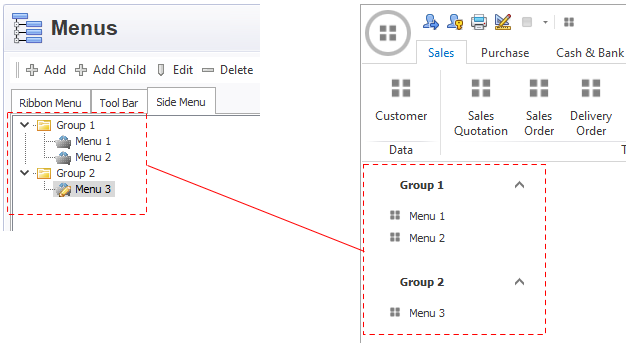 Menus
Add Add Child Edit Delete
Ribbon Menu Tool Bar Side Menu
Group 1
Menu 1
Menu 2
Group 2
Menu 3
Sales Purchase Cash & Bank
Customer Sales Quotation Sales Order Delivery Order
Data T
Group 1
Menu 1
Menu 2
Group 2
Menu 3